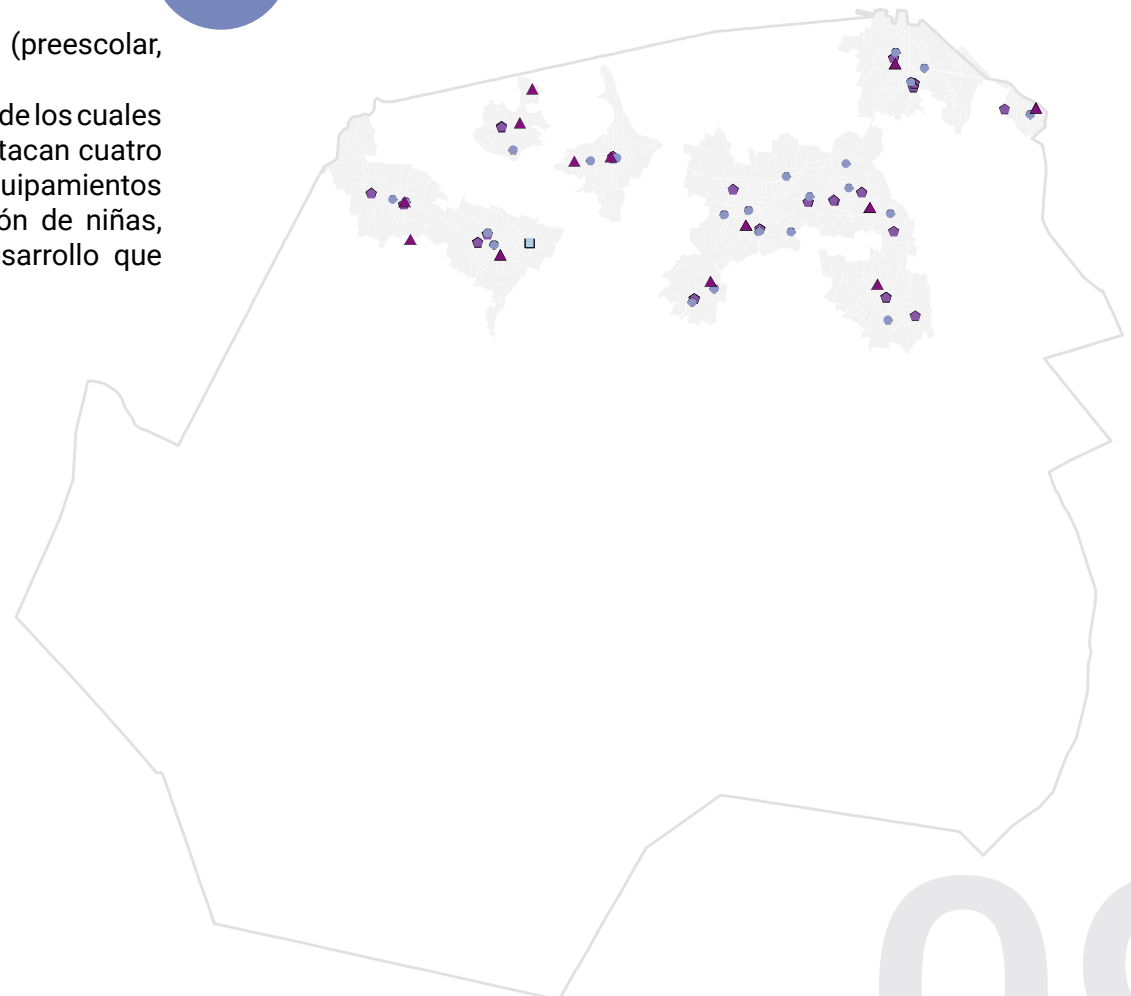 (preescolar,
de los cuales
tacan cuatro
uipamientos
ón de niñas,
sarrollo que